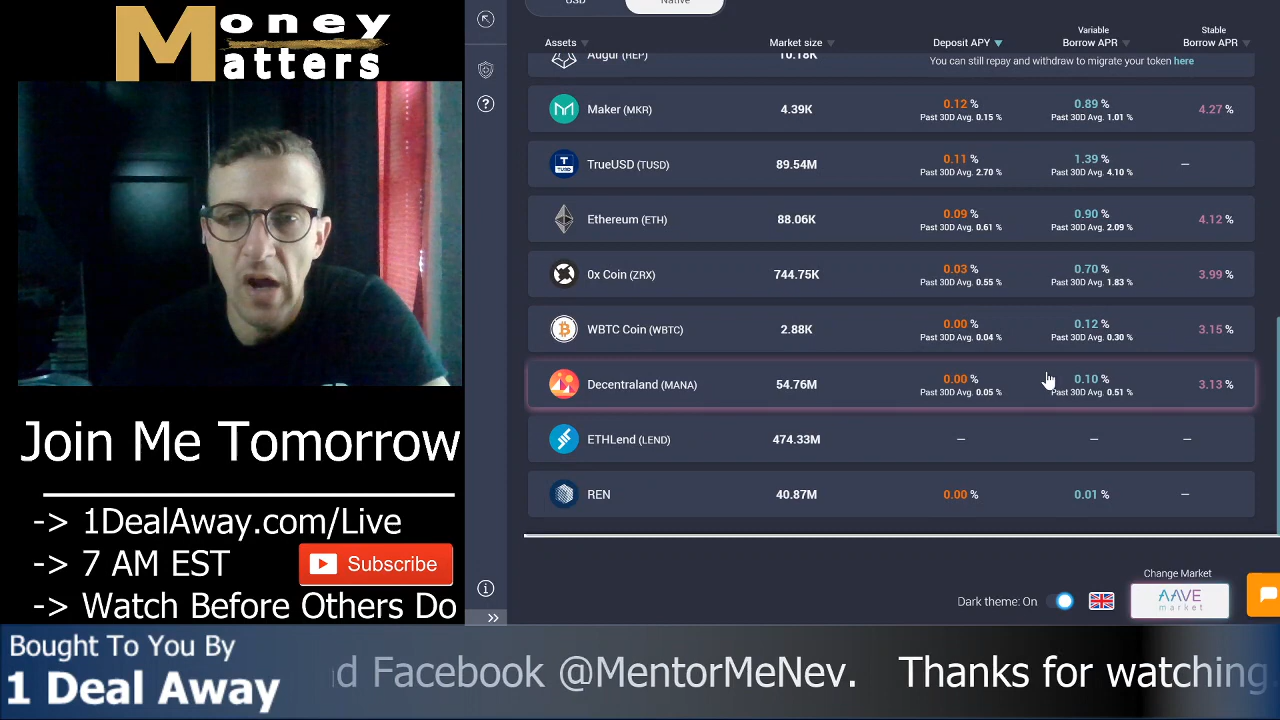 Money
Matters
USD
Native
Assets
Market size
Deposit APY
Variable
Borrow APR
Stable
Borrow APR
Augur (REP)
10.18K
You can still repay and withdraw to migrate your token here
Maker (MKR)
4.39K
0.12 %
Past 30D Avg. 0.15 %
0.89 %
Past 30D Avg. 1.01 %
4.27 %
TrueUSD (TUSD)
89.54M
0.11 %
Past 30D Avg. 2.70 %
1.39 %
Past 30D Avg. 4.10 %
—
Ethereum (ETH)
88.06K
0.09 %
Past 30D Avg. 0.61 %
0.90 %
Past 30D Avg. 2.09 %
4.12 %
0x Coin (ZRX)
744.75K
0.03 %
Past 30D Avg. 0.55 %
0.70 %
Past 30D Avg. 1.83 %
3.99 %
WBTC Coin (WBTC)
2.88K
0.00 %
Past 30D Avg. 0.04 %
0.12 %
Past 30D Avg. 0.30 %
3.15 %
Decentraland (MANA)
54.76M
0.00 %
Past 30D Avg. 0.05 %
0.10 %
Past 30D Avg. 0.51 %
3.13 %
ETHLend (LEND)
474.33M
—
—
—
REN
40.87M
0.00 %
0.01 %
—
Change Market
Dark theme: On
AAVE
market
Join Me Tomorrow
-> 1DealAway.com/Live
-> 7 AM EST
Subscribe
-> Watch Before Others Do
Bought To You By
1 Deal Away
d Facebook @MentorMeNev. Thanks for watching